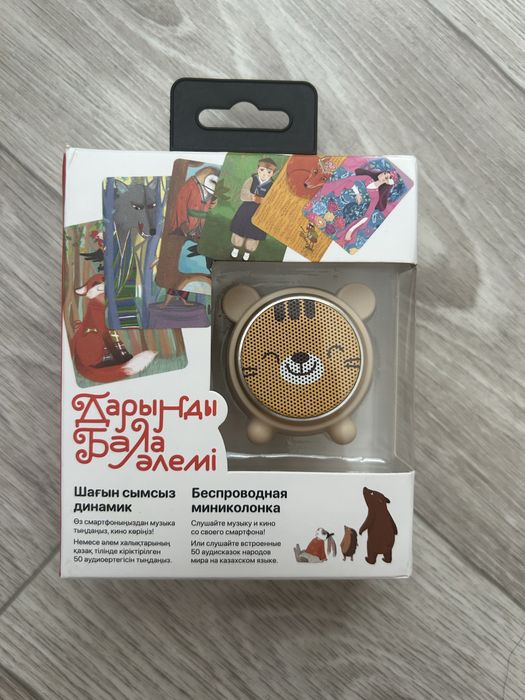 Дарынды
Бала
әлемі
Шағын сымсыз
динамик
Өз смартфоныңыздан музыка
тыңдаңыз, кино көріңіз!
Немесе әлем халықтарының
қазақ тілінде кіріктірілген
50 аудиоертегісін тыңдаңыз.
Беспроводная
миниколонка
Слушайте музыку и кино
со своего смартфона!
Или слушайте встроенные
50 аудисказок народов
мира на казахском языке.